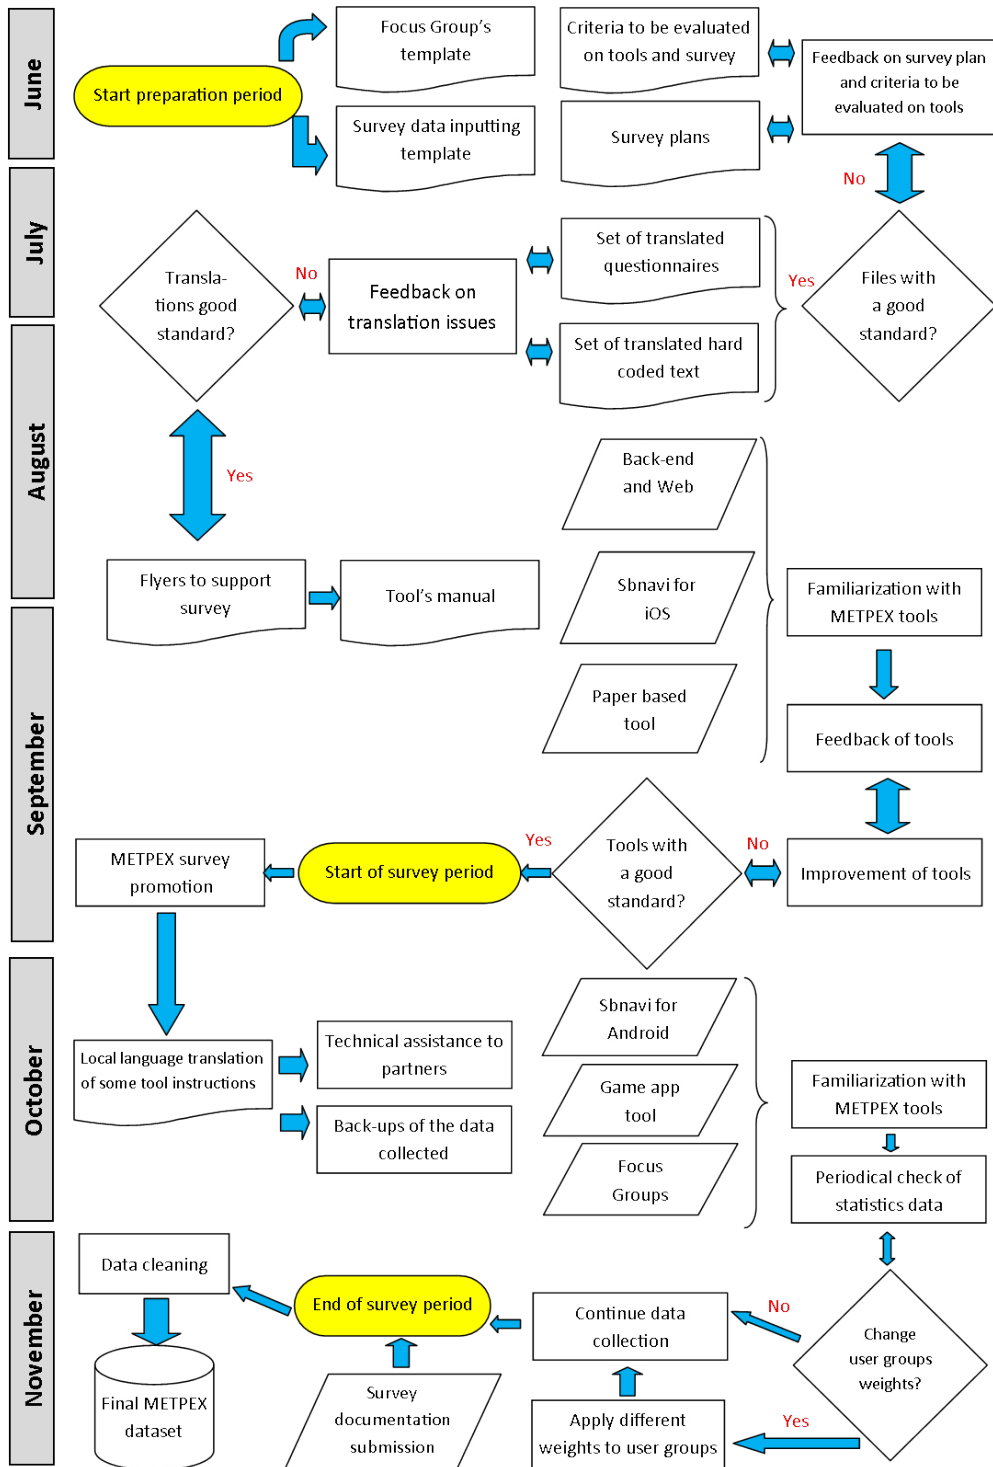 June
Focus Group's
template
Criteria to be evaluated
on tools and survey
Feedback on survey plan
and criteria to be
evaluated on tools
Start preparation period
Survey data inputting
template
Survey plans
No
July
Transla-
tions good
standard?
No
Feedback on
translation issues
Set of translated
questionnaires
Set of translated hard
coded text
Yes
Files with
a good
standard?
August
Yes
Back-end
and Web
Flyers to support
survey
Tool's manual
Sbnavi for
iOS
Familiarization with
METPEX tools
September
Paper based
tool
Feedback of tools
METPEX survey
promotion
Start of survey period
Yes
Tools with
a good
standard?
No
Improvement of tools
October
Local language translation
of some tool instructions
Technical assistance to
partners
Back-ups of the data
collected
Sbnavi for
Android
Game app
tool
Focus
Groups
Familiarization with
METPEX tools
Periodical check of
statistics data
November
Data cleaning
End of survey period
Continue data
collection
No
Change
user groups
weights?
Final METPEX
dataset
Survey
documentation
submission
Apply different
weights to user groups
Yes